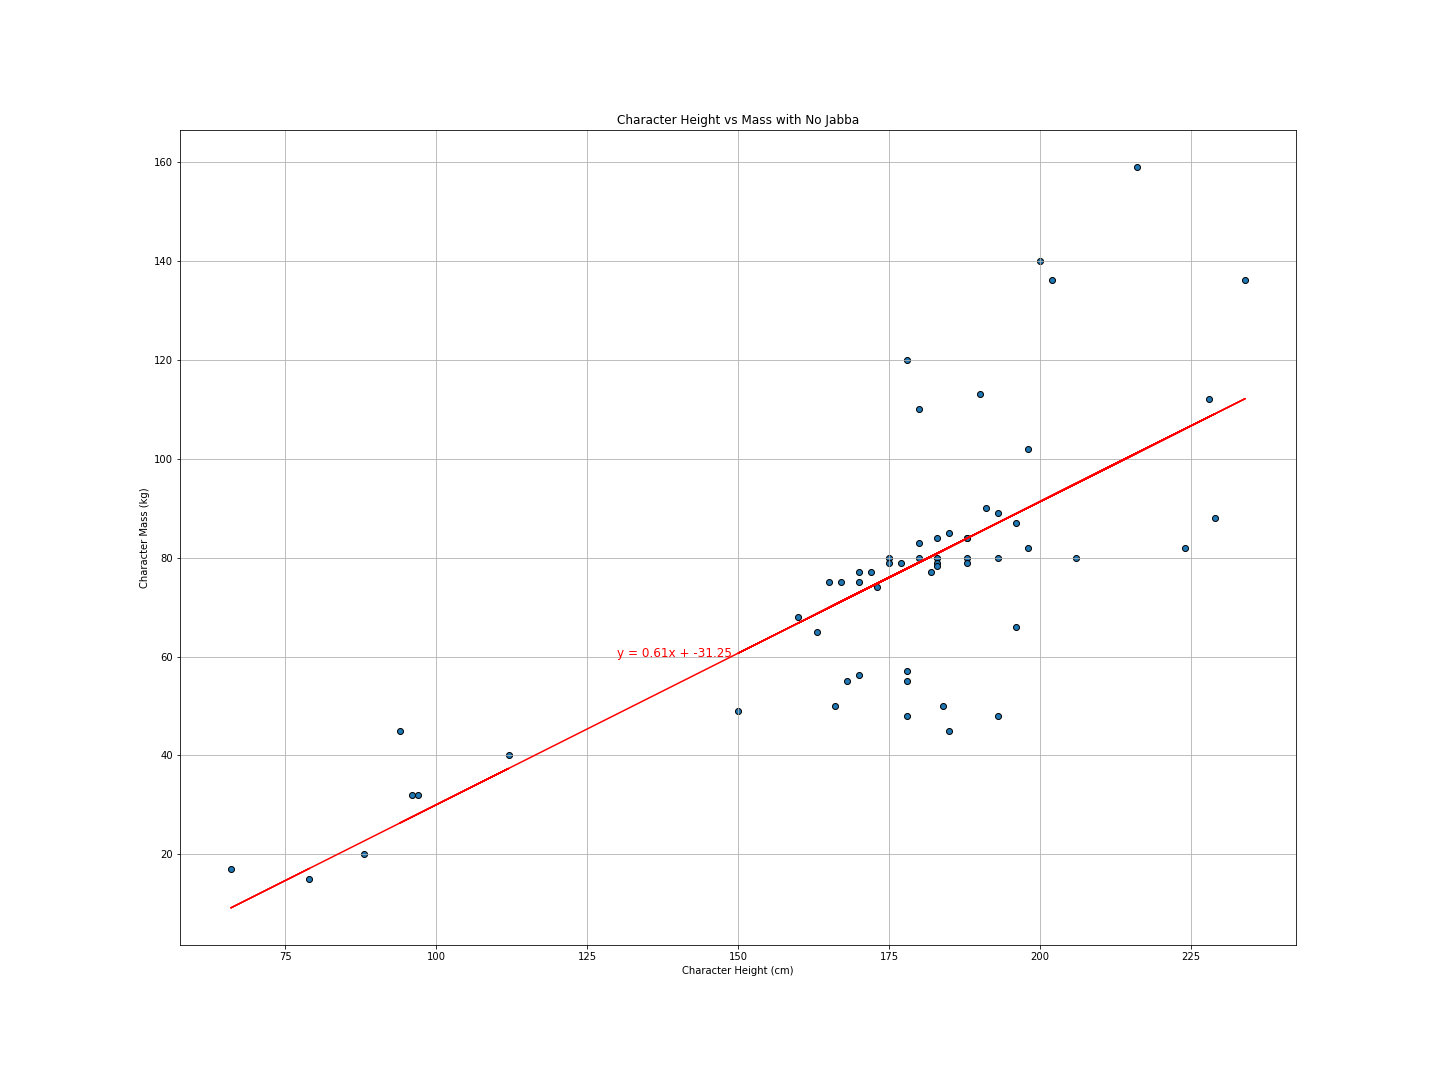 Character Height vs Mass with No Jabba
160
140
120
100
80
60
40
20
Character Mass (kg)
y = 0.61x + -31.25
75 100 125 150 175 200 225
Character Height (cm)